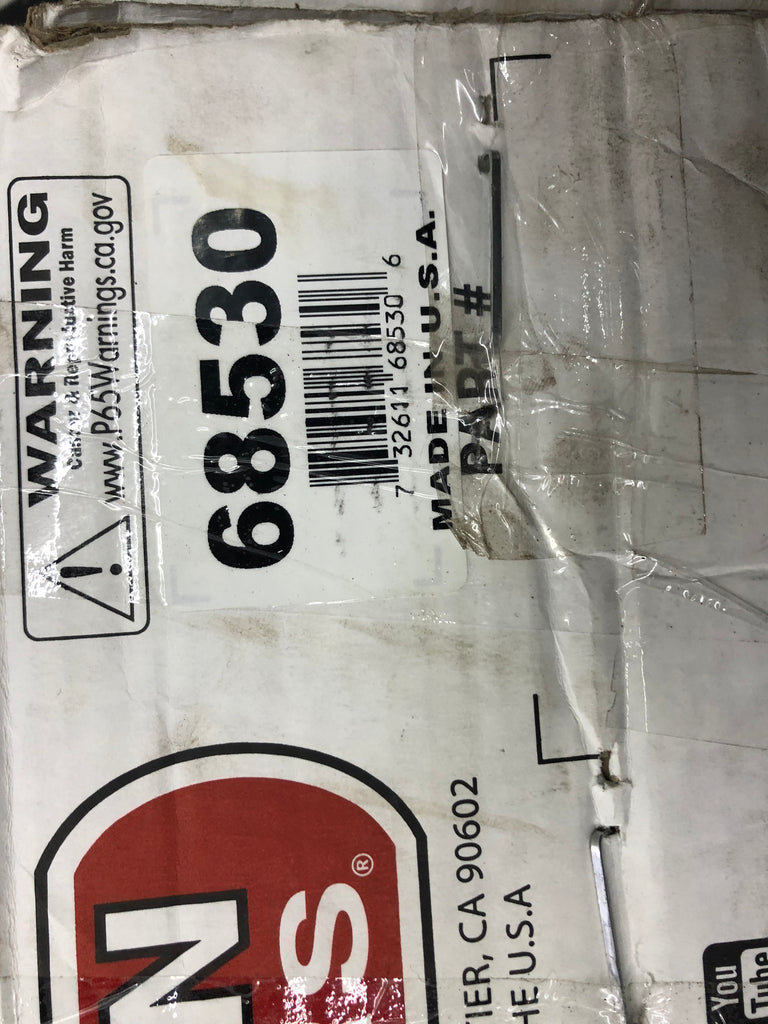 WARNING
Cancer & Reproductive Harm
www.P65Warnings.ca.gov
68530
7 32611 68530 6
MADE IN U.S.A.
PART #
N
S®
TIER, CA 90602
HE U.S.A
You
Tube